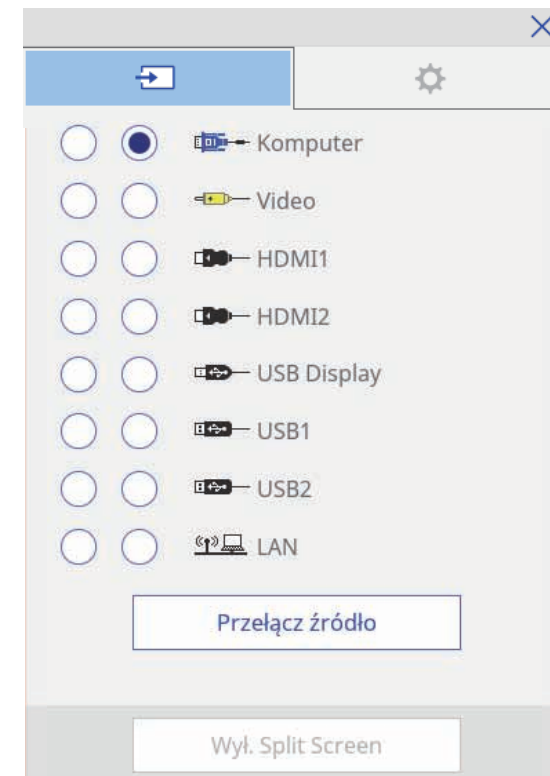 Komputer
Video
HDMI1
HDMI2
USB Display
USB1
USB2
LAN
Przełącz źródło
Wył. Split Screen